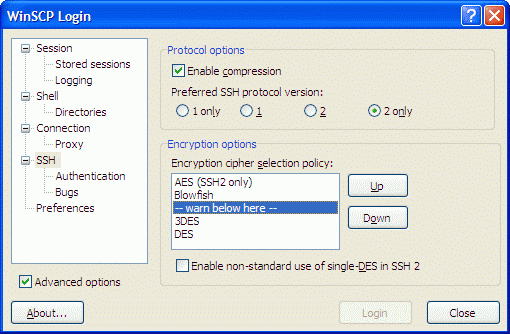 WinSCP Login
Session
Stored sessions
Logging
Shell
Directories
Connection
Proxy
SSH
Authentication
Bugs
Preferences
Advanced options
Protocol options
Enable compression
Preferred SSH protocol version:
1 only 1 2 2 only
Encryption options
Encryption cipher selection policy:
AES (SSH2 only)
Blowfish
-- warn below here --
3DES
DES
Up
Down
Enable non-standard use of single-DES in SSH 2
About... Login Close